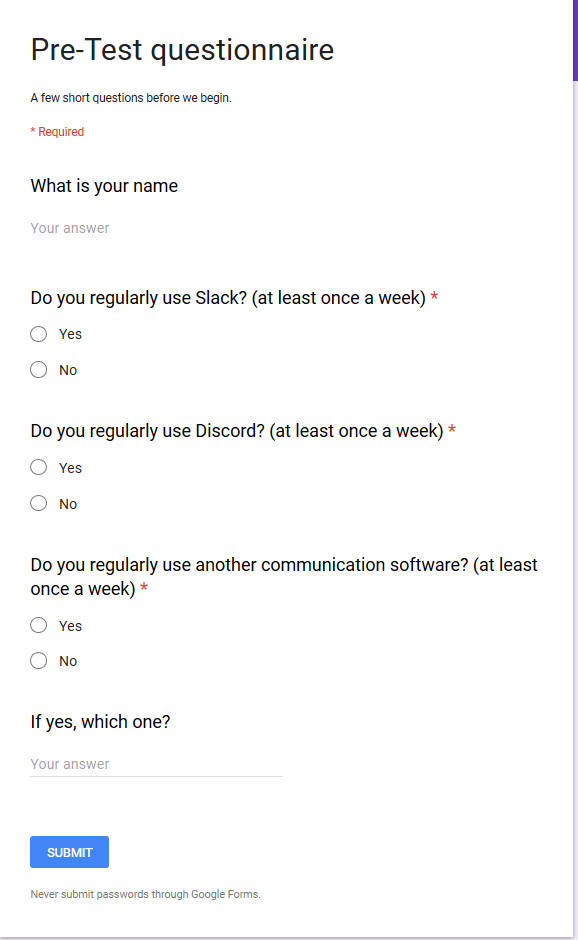 Pre-Test questionnaire
A few short questions before we begin.
* Required
What is your name
Your answer
Do you regularly use Slack? (at least once a week) *
Yes
No
Do you regularly use Discord? (at least once a week) *
Yes
No
Do you regularly use another communication software? (at least
once a week) *
Yes
No
If yes, which one?
Your answer
SUBMIT
Never submit passwords through Google Forms.